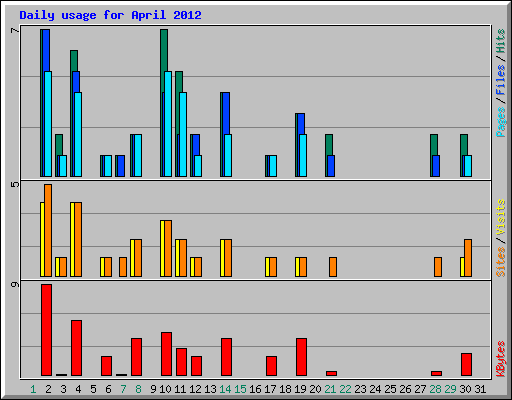 Daily usage for April 2012
7
Pages/Files/Hits
5
Sites/Visits
9
KBytes
1 2 3 4 5 6 7 8 9 10 11 12 13 14 15 16 17 18 19 20 21 22 23 24 25 26 27 28 29 30 31